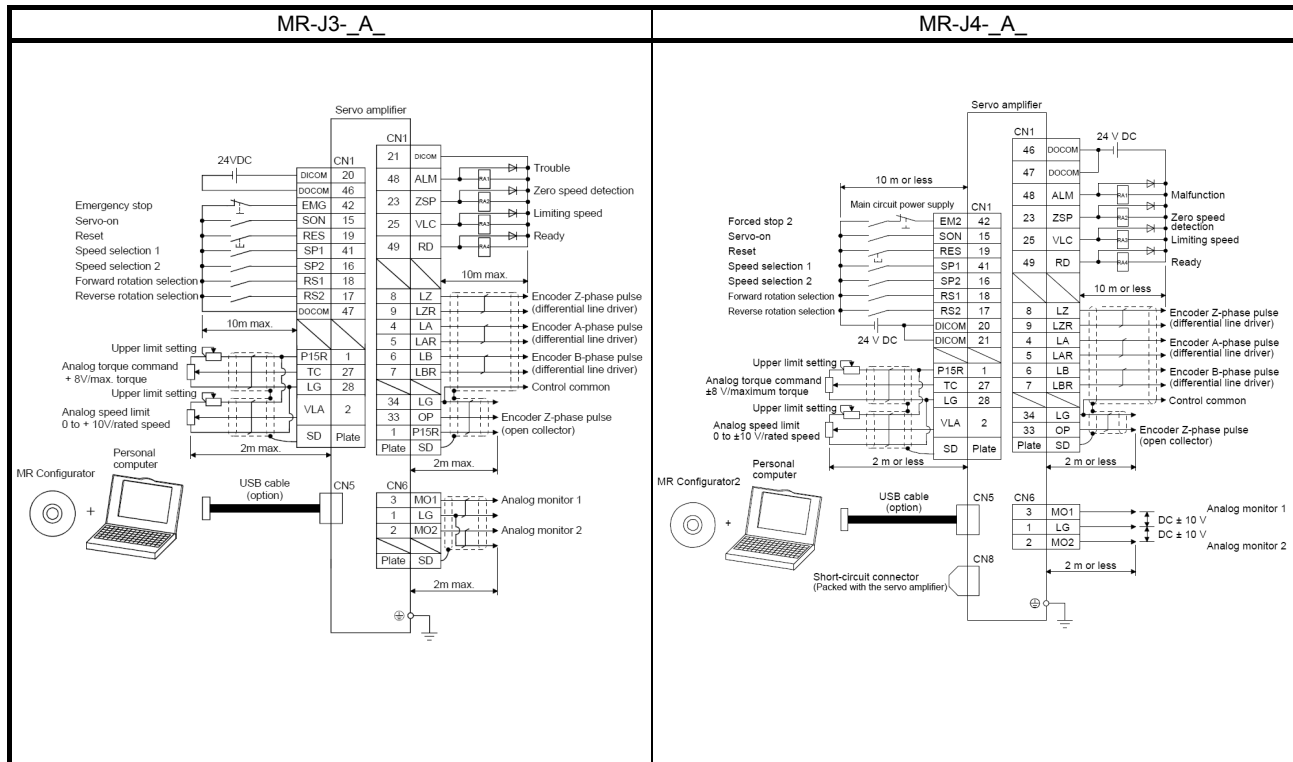 MR-J3-_A_
Servo amplifier
CN1
21 DICOM
48 ALM RA1 Trouble
23 ZSP RA2 Zero speed detection
25 VLC RA3 Limiting speed
49 RD RA4 Ready
10m max.
24VDC
CN1
DICOM 20
DOCOM 46
Emergency stop EMG 42
Servo-on SON 15
Reset RES 19
Speed selection 1 SP1 41
Speed selection 2 SP2 16
Forward rotation selection RS1 18
Reverse rotation selection RS2 17
DOCOM 47
10m max.
8 LZ Encoder Z-phase pulse
9 LZR (differential line driver)
4 LA Encoder A-phase pulse
5 LAR (differential line driver)
6 LB Encoder B-phase pulse
7 LBR (differential line driver)
Control common
34 LG
33 OP Encoder Z-phase pulse
1 P15R (open collector)
Plate SD
2m max.
Upper limit setting
P15R 1
Analog torque command TC 27
+ 8V/max. torque LG 28
Upper limit setting
Analog speed limit VLA 2
0 to + 10V/rated speed
SD Plate
2m max.
MR Configurator
+
Personal
computer
USB cable
(option)
CN5
CN6
3 MO1 Analog monitor 1
1 LG
2 MO2 Analog monitor 2
Plate SD
2m max.
MR-J4-_A_
Servo amplifier
CN1
24 V DC
46 DOCOM
47 DOCOM
48 ALM RA1 Malfunction
23 ZSP RA2 Zero speed
detection
25 VLC RA3 Limiting speed
49 RD RA4 Ready
10 m or less
10 m or less
Main circuit power supply
CN1
Forced stop 2 EM2 42
Servo-on SON 15
Reset RES 19
Speed selection 1 SP1 41
Speed selection 2 SP2 16
Forward rotation selection RS1 18
Reverse rotation selection RS2 17
DICOM 20
24 V DC DICOM 21
8 LZ Encoder Z-phase pulse
9 LZR (differential line driver)
4 LA Encoder A-phase pulse
5 LAR (differential line driver)
6 LB Encoder B-phase pulse
7 LBR (differential line driver)
Control common
34 LG
33 OP Encoder Z-phase pulse
(open collector)
Plate SD
2 m or less
Upper limit setting
P15R 1
Analog torque command TC 27
±8 V/maximum torque LG 28
Upper limit setting
Analog speed limit VLA 2
0 to ±10 V/rated speed
SD Plate
2 m or less
MR Configurator2
+
Personal
computer
USB cable
(option)
CN5
CN6
3 MO1 Analog monitor 1
DC ± 10 V
1 LG
DC ± 10 V
2 MO2 Analog monitor 2
2 m or less
CN8
Short-circuit connector
(Packed with the servo amplifier)